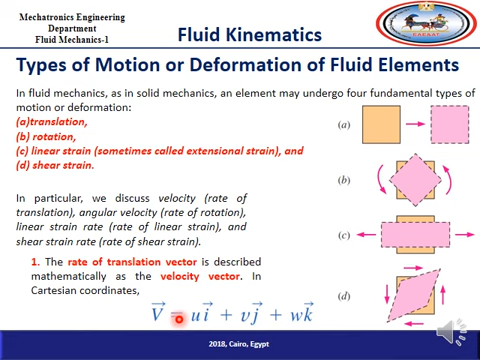 Mechatronics Engineering
Department
Fluid Mechanics-1
Fluid Kinematics
Types of Motion or Deformation of Fluid Elements
In fluid mechanics, as in solid mechanics, an element may undergo four fundamental types of
motion or deformation:
(a)translation,
(b) rotation,
(c) linear strain (sometimes called extensional strain), and
(d) shear strain.
In particular, we discuss velocity (rate of
translation), angular velocity (rate of rotation),
linear strain rate (rate of linear strain), and
shear strain rate (rate of shear strain).
1. The rate of translation vector is described
mathematically as the velocity vector. In
Cartesian coordinates,
V⃗ = ui⃗ + vj⃗ + wk⃗
(a)
(b)
(c)
(d)
2018, Cairo, Egypt